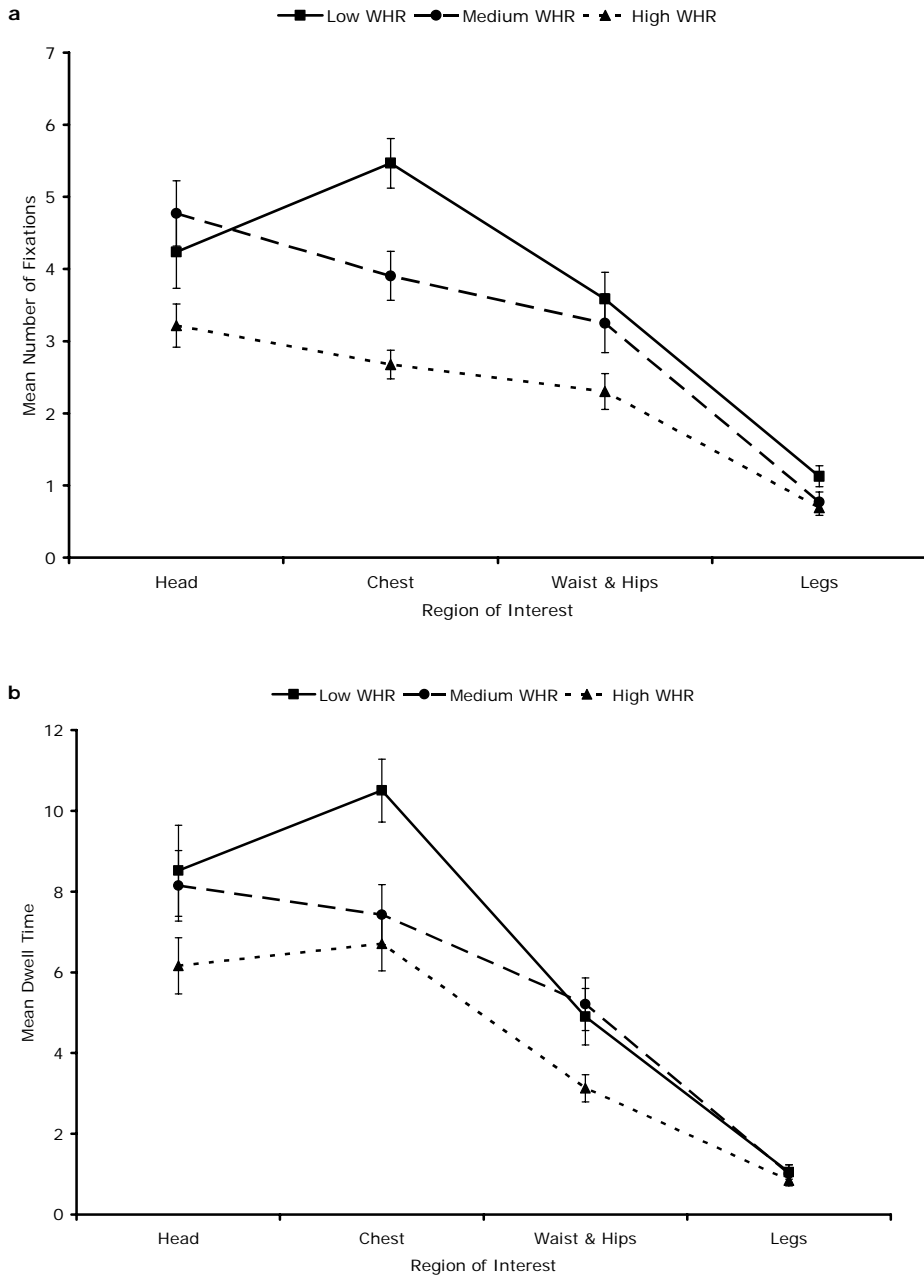 a
Low WHR Medium WHR High WHR
7
6
5
4
3
2
1
0
Mean Number of Fixations
Head Chest Waist & Hips Legs
Region of Interest
b
Low WHR Medium WHR High WHR
12
10
8
6
4
2
0
Mean Dwell Time
Head Chest Waist & Hips Legs
Region of Interest